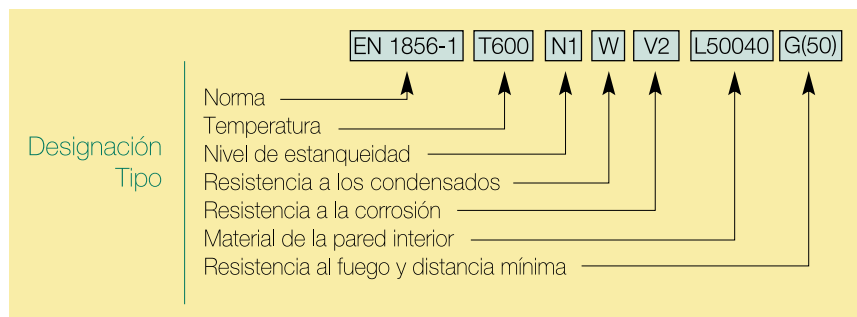 EN 1856-1 T600 N1 W V2 L50040 G(50)
Designación
Tipo
Norma
Temperatura
Nivel de estanqueidad
Resistencia a los condensados
Resistencia a la corrosión
Material de la pared interior
Resistencia al fuego y distancia mínima